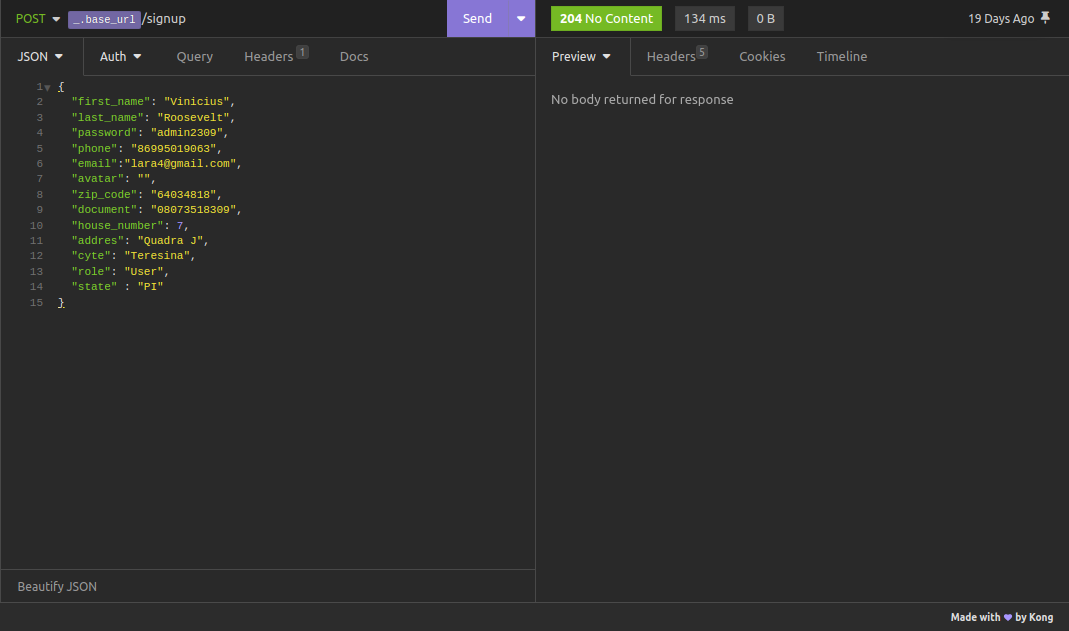 POST _.base_url/signup Send 204 No Content 134 ms 0 B 19 Days Ago
JSON Auth Query Headers 1 Docs Preview Headers 5 Cookies Timeline
1 {
2 "first_name": "Vinicius",
3 "last_name": "Roosevelt",
4 "password": "admin2309",
5 "phone": "86995019063",
6 "email":"lara4@gmail.com",
7 "avatar": "",
8 "zip_code": "64034818",
9 "document": "08073518309",
10 "house_number": 7,
11 "addres": "Quadra J",
12 "cyte": "Teresina",
13 "role": "User",
14 "state" : "PI"
15 }
No body returned for response
Beautify JSON
Made with by Kong